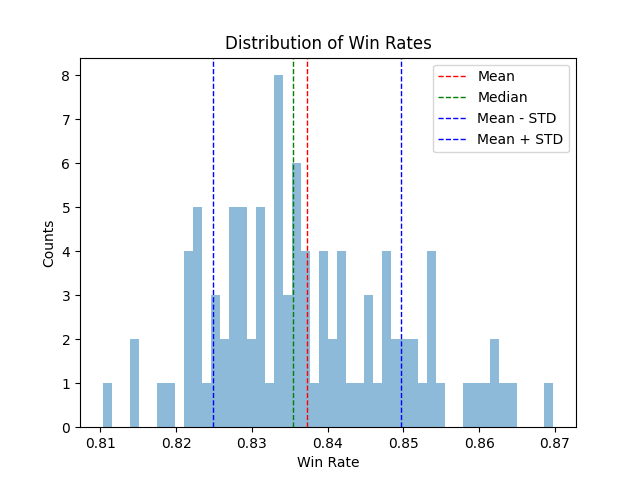 Distribution of Win Rates
Mean
Median
Mean - STD
Mean + STD
8
7
6
5
4
3
2
1
0
Counts
0.81 0.82 0.83 0.84 0.85 0.86 0.87
Win Rate